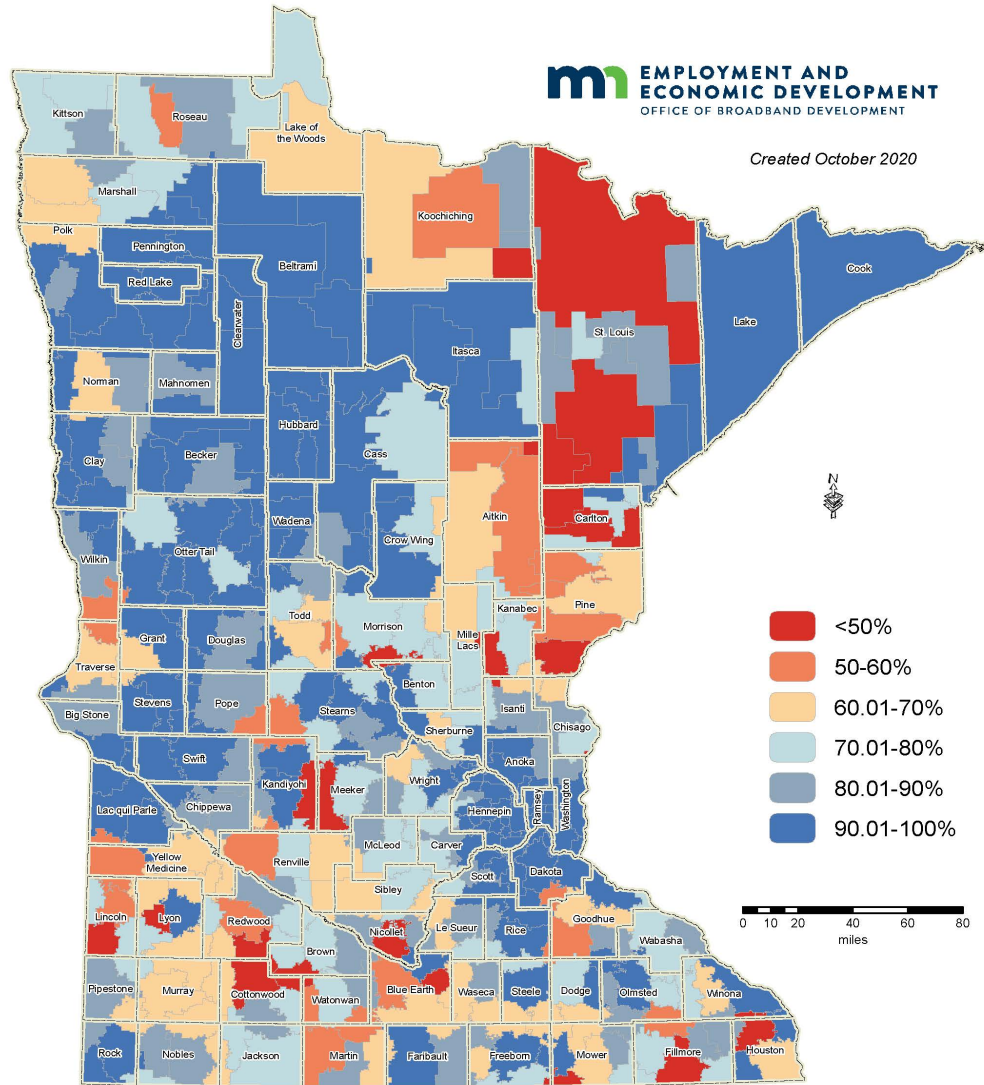 mn EMPLOYMENT AND
ECONOMIC DEVELOPMENT
OFFICE OF BROADBAND DEVELOPMENT
Created October 2020
Kittson
Roseau
Lake of
the Woods
Marshall
Koochiching
Polk
Pennington
Beltrami
Red Lake
Clearwater
Cook
Lake
St. Louis
Itasca
Norman
Mahnomen
Hubbard
Cass
Clay
Becker
N
Wadena
Aitkin
Carlton
Crow Wing
Otter Tail
Wilkin
Pine
Kanabec
Todd
Morrison
Mille
Lacs
Grant
Douglas
Traverse
Benton
Stevens
Pope
Stearns
Isanti
Big Stone
Sherburne
Chisago
Swift
Anoka
Kandiyohi
Meeker
Wright
Lac qui Parle
Chippewa
Hennepin
Ramsey
Washington
McLeod
Carver
Yellow
Medicine
Renville
Scott
Dakota
Sibley
Lincoln
Lyon
Redwood
Nicollet
Le Sueur
Rice
Goodhue
Wabasha
Brown
Pipestone
Murray
Cottonwood
Watonwan
Blue Earth
Waseca
Steele
Dodge
Olmsted
Winona
Rock
Nobles
Jackson
Martin
Faribault
Freeborn
Mower
Fillmore
Houston
<50%
50-60%
60.01-70%
70.01-80%
80.01-90%
90.01-100%
0 10 20 40 60 80
miles